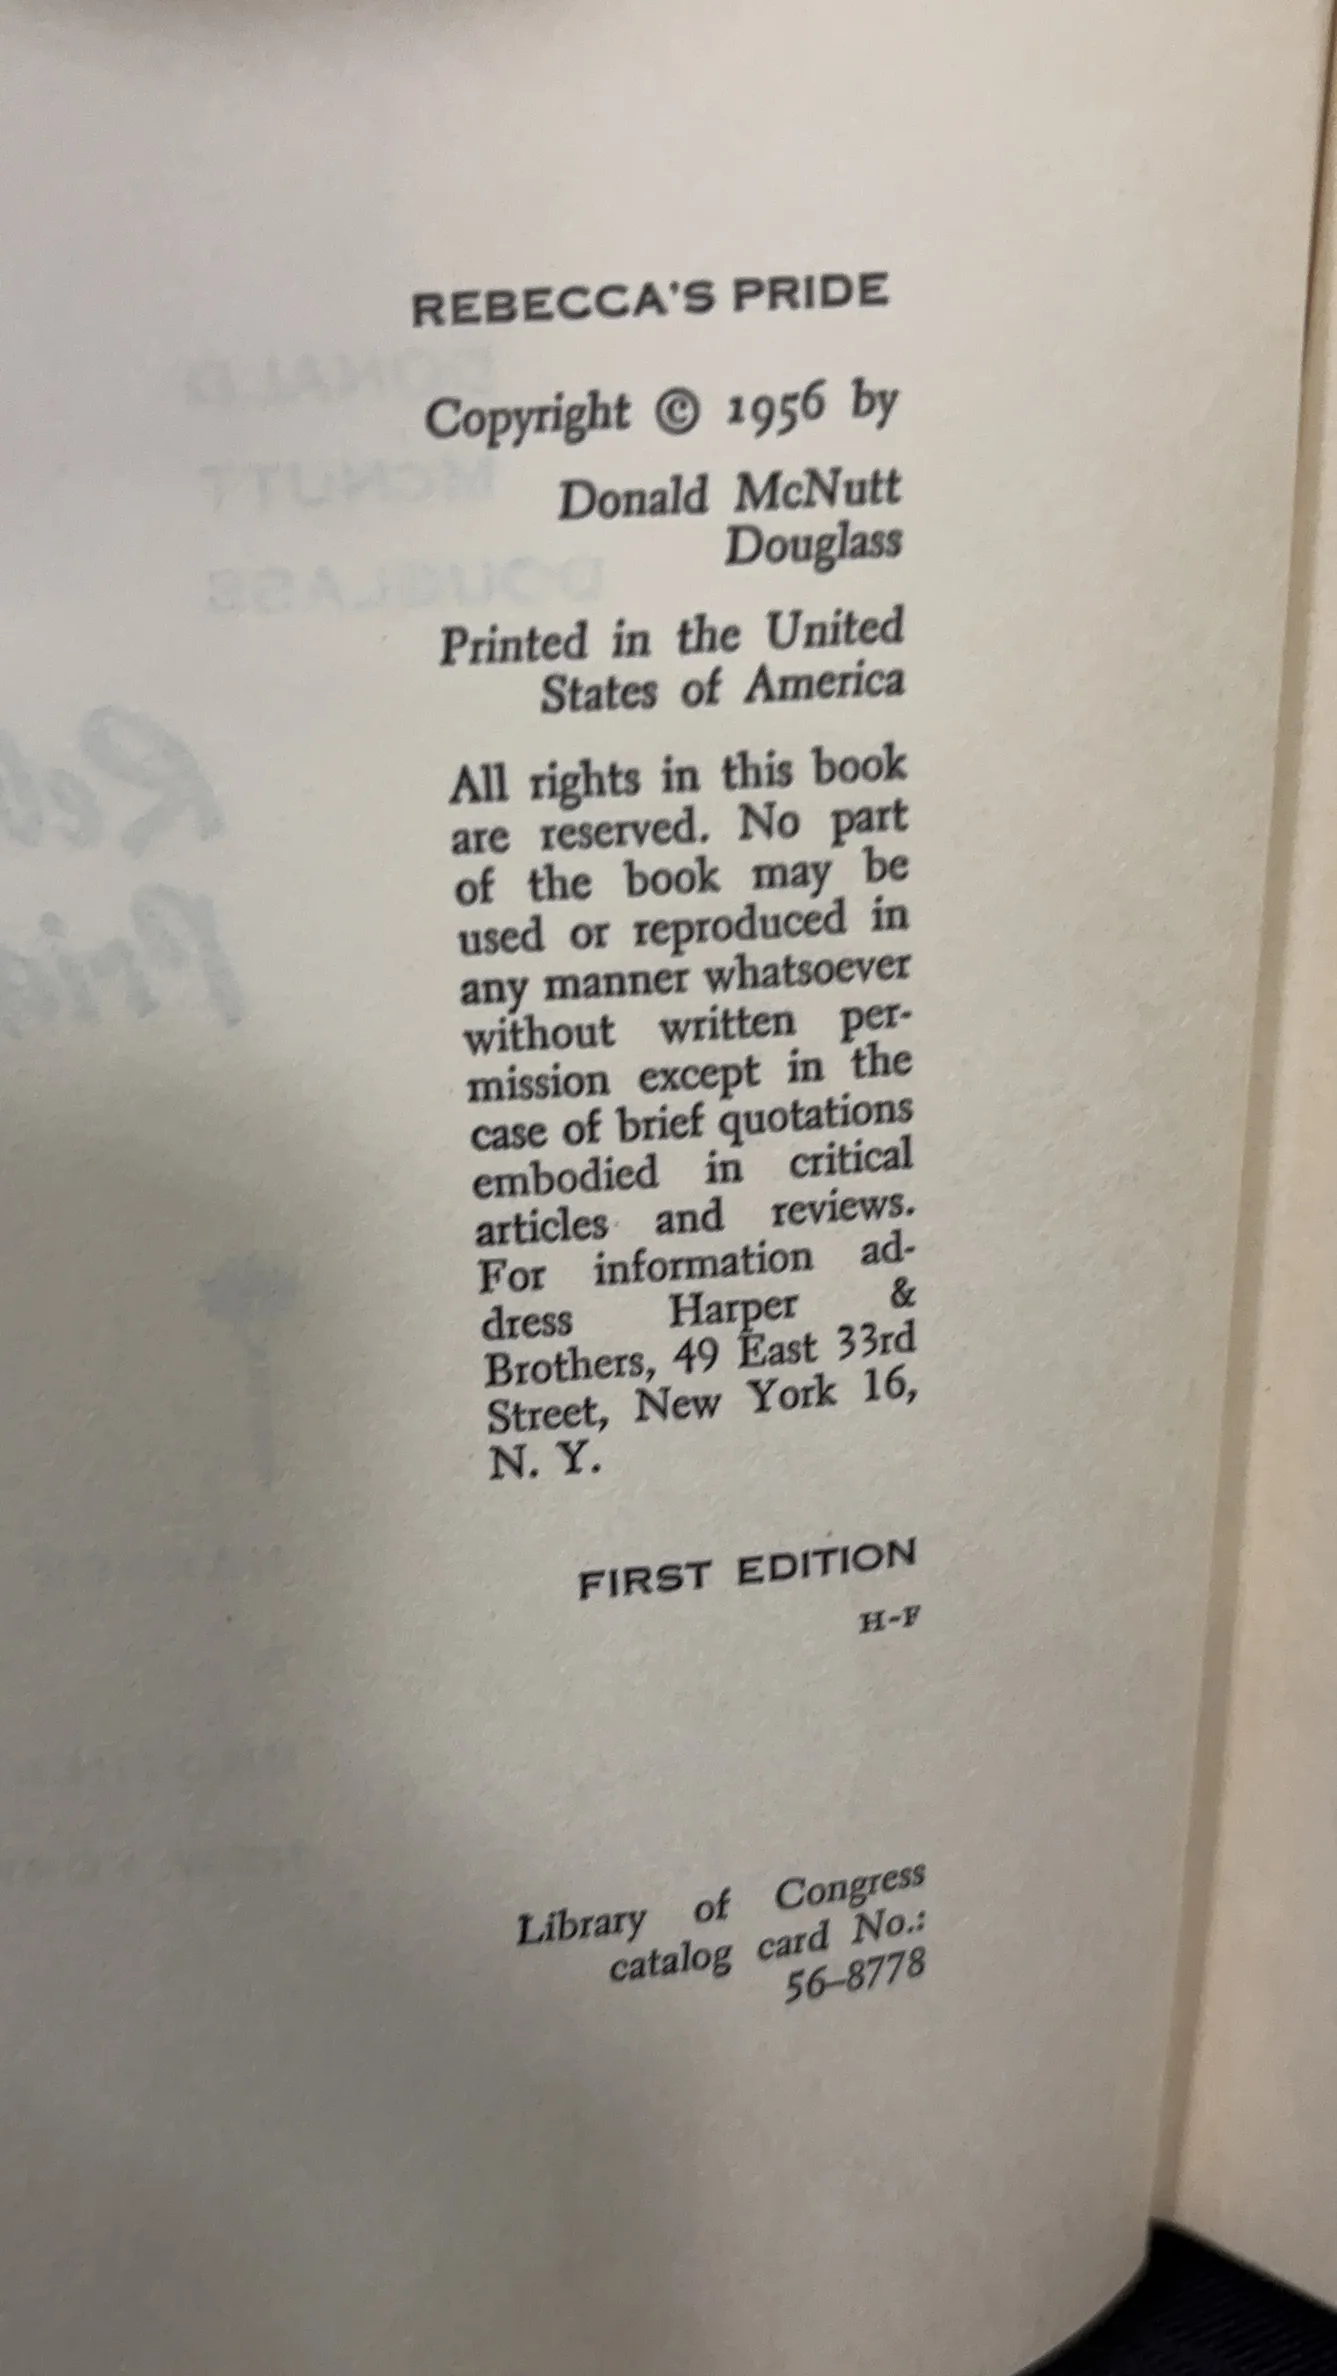 REBECCA'S PRIDE
Copyright © 1956 by
Donald McNutt
Douglass
Printed in the United
States of America
All rights in this book
are reserved. No part
of the book may be
used or reproduced in
any manner whatsoever
without written per-
mission except in the
case of brief quotations
embodied in critical
articles and reviews.
For information ad-
dress Harper &
Brothers, 49 East 33rd
Street, New York 16,
N. Y.
FIRST EDITION
H-F
Library of Congress
catalog card No.:
56–8778
DONALD
McNUTT
DOUGLASS